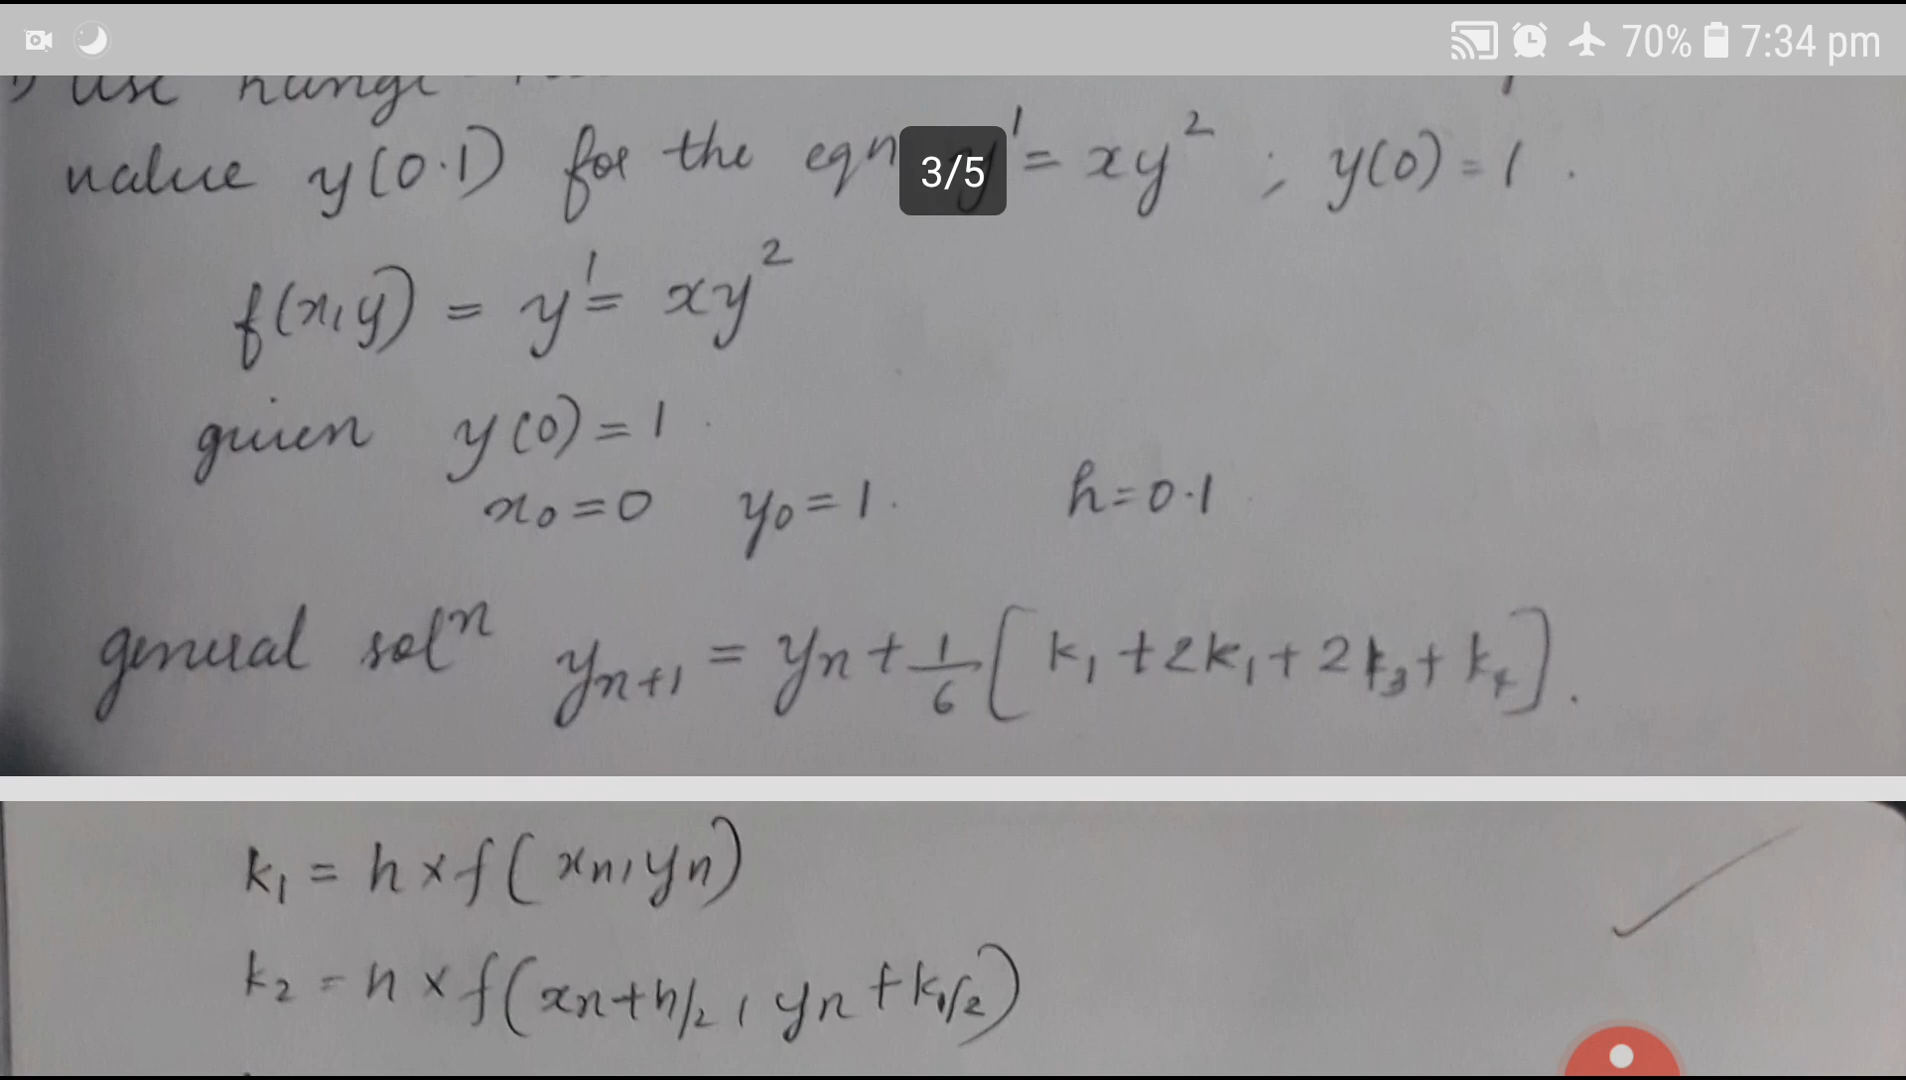 70% 7:34 pm
use
value y(0.1) for the eqn y' = xy² ; y(0) = 1 .
3/5
f(x,y) = y' = xy²
given y(0) = 1
x₀ = 0 y₀ = 1 . h = 0.1
general solⁿ yₙ₊₁ = yₙ + 1/6 [ k₁ + 2k₁ + 2k₃ + k₄ ] .
k₁ = h × f ( xₙ, yₙ )
k₂ = h × f ( xₙ + h/2 , yₙ + k₁/2 )